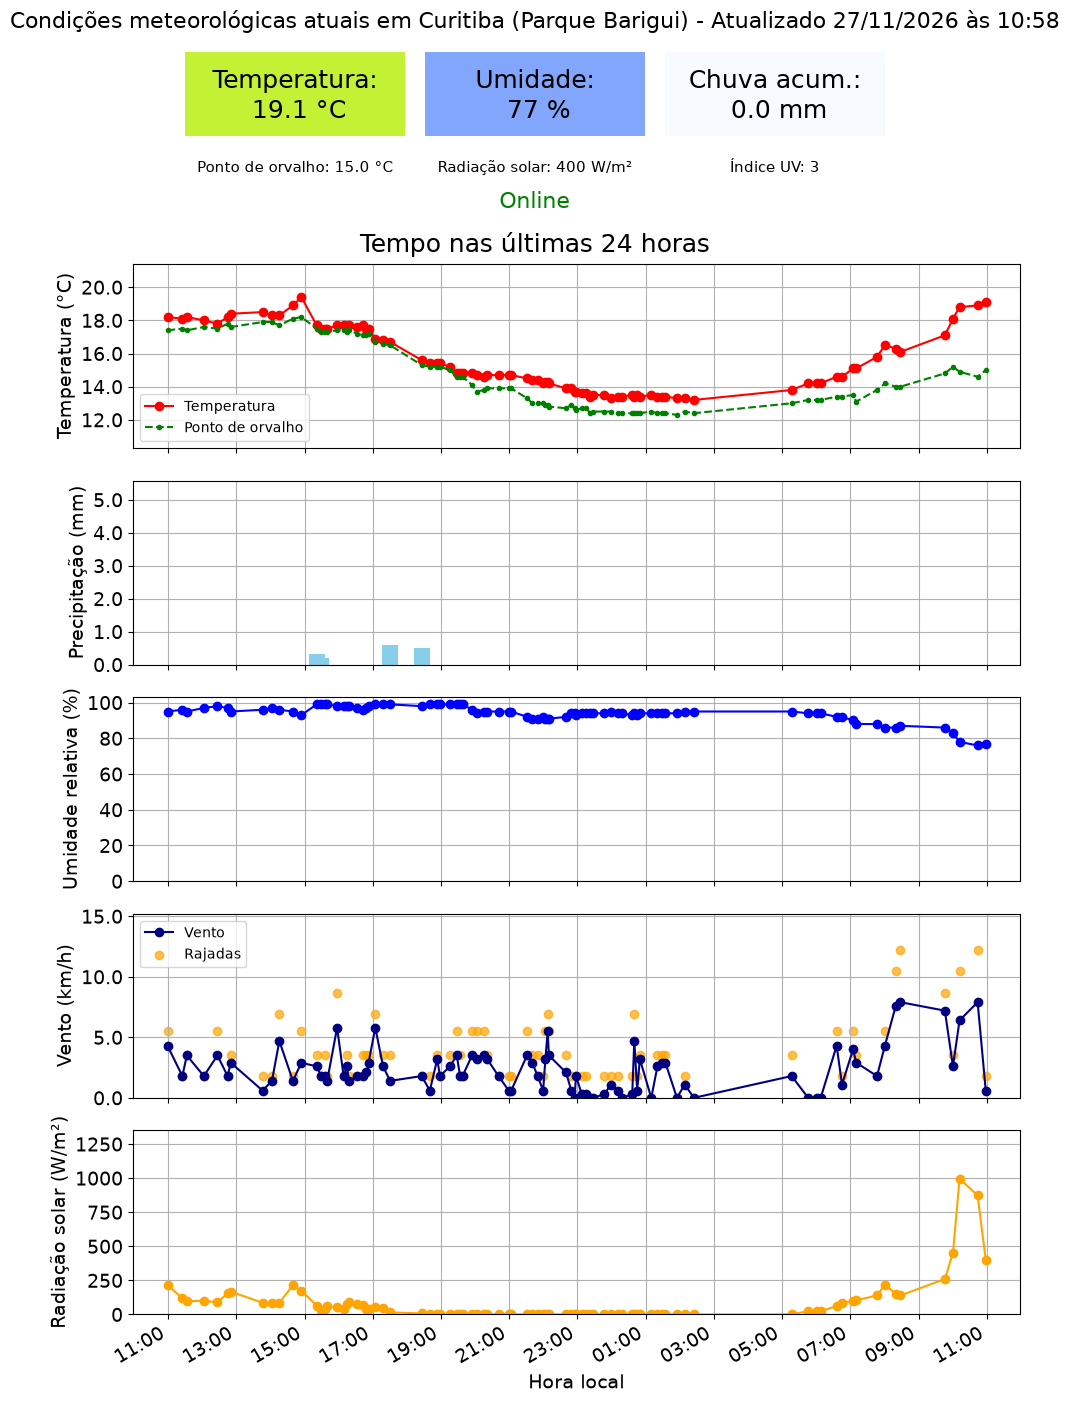 Condições meteorológicas atuais em Curitiba (Parque Barigui) - Atualizado 27/11/2026 às 10:58
Temperatura:
19.1 °C
Umidade:
77 %
Chuva acum.:
0.0 mm
Ponto de orvalho: 15.0 °C
Radiação solar: 400 W/m²
Índice UV: 3
Online
Tempo nas últimas 24 horas
Temperatura (°C)
20.0
18.0
16.0
14.0
12.0
Temperatura
Ponto de orvalho
Precipitação (mm)
5.0
4.0
3.0
2.0
1.0
0.0
Umidade relativa (%)
100
80
60
40
20
0
Vento (km/h)
15.0
10.0
5.0
0.0
Vento
Rajadas
Radiação solar (W/m²)
1250
1000
750
500
250
0
11:00
13:00
15:00
17:00
19:00
21:00
23:00
01:00
03:00
05:00
07:00
09:00
11:00
Hora local